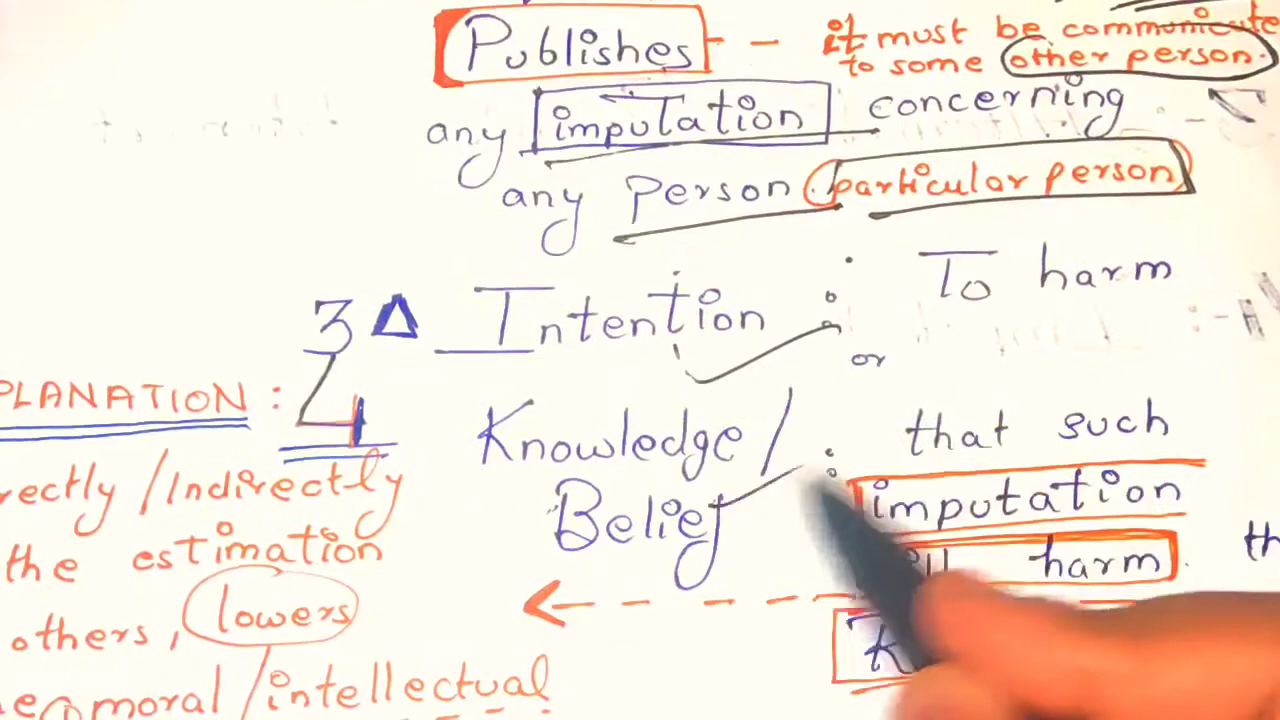 Publishes - - it must be communicate
to some other person.
any imputation concerning
any Person. particular person
3 Intention : To harm
or
PLANATION : 4 Knowledge / : that such
Belief imputation
rectly / Indirectly harm.
the estimation
others, lowers
moral / intellectual